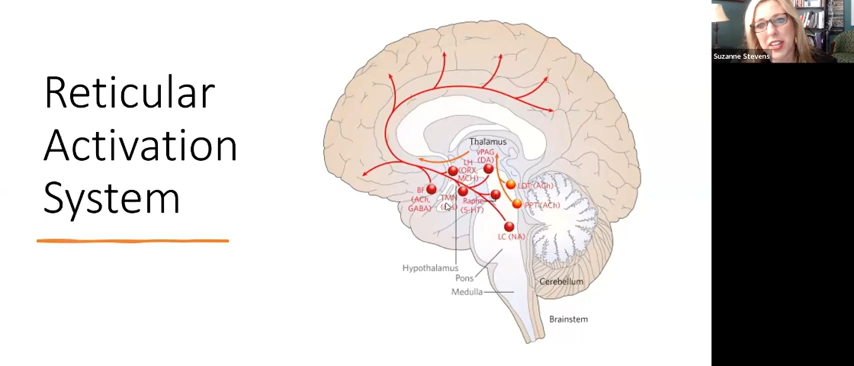 Reticular
Activation
System
Thalamus
vPAG
(DA)
LH
(ORX,
MCH)
BF
(ACh,
GABA)
TMN
Raphe
(5-HT)
LDT (ACh)
PPT (ACh)
LC (NA)
Hypothalamus
Pons
Medulla
Cerebellum
Brainstem
Suzanne Stevens